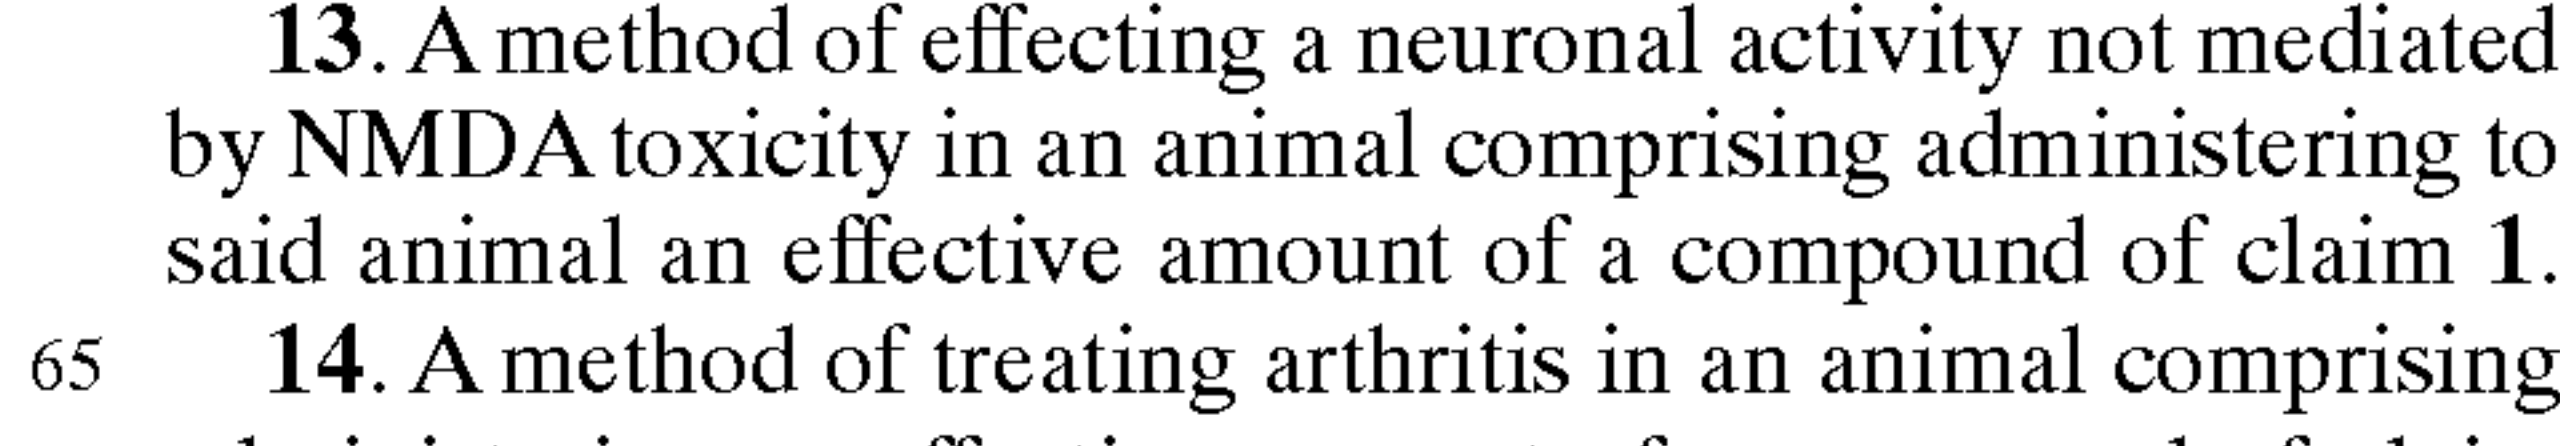 13. A method of effecting a neuronal activity not mediated
by NMDA toxicity in an animal comprising administering to
said animal an effective amount of a compound of claim 1.
65 14. A method of treating arthritis in an animal comprising